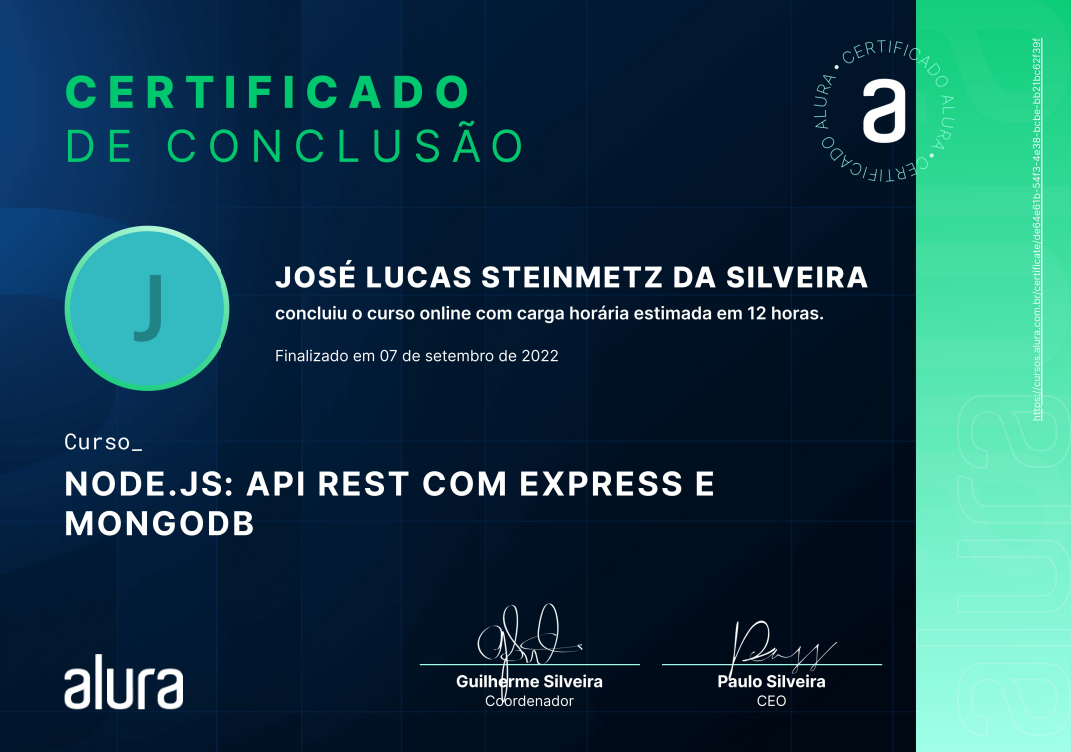 CERTIFICADO
DE CONCLUSÃO
CERTIFICADO ALURA • CERTIFICADO ALURA •
a
https://cursos.alura.com.br/certificate/de64e61b-54f3-4e38-bcbe-bb21bc62f39f
J
JOSÉ LUCAS STEINMETZ DA SILVEIRA
concluiu o curso online com carga horária estimada em 12 horas.
Finalizado em 07 de setembro de 2022
Curso_
NODE.JS: API REST COM EXPRESS E
MONGODB
alura
Guilherme Silveira
Coordenador
Paulo Silveira
CEO
alura